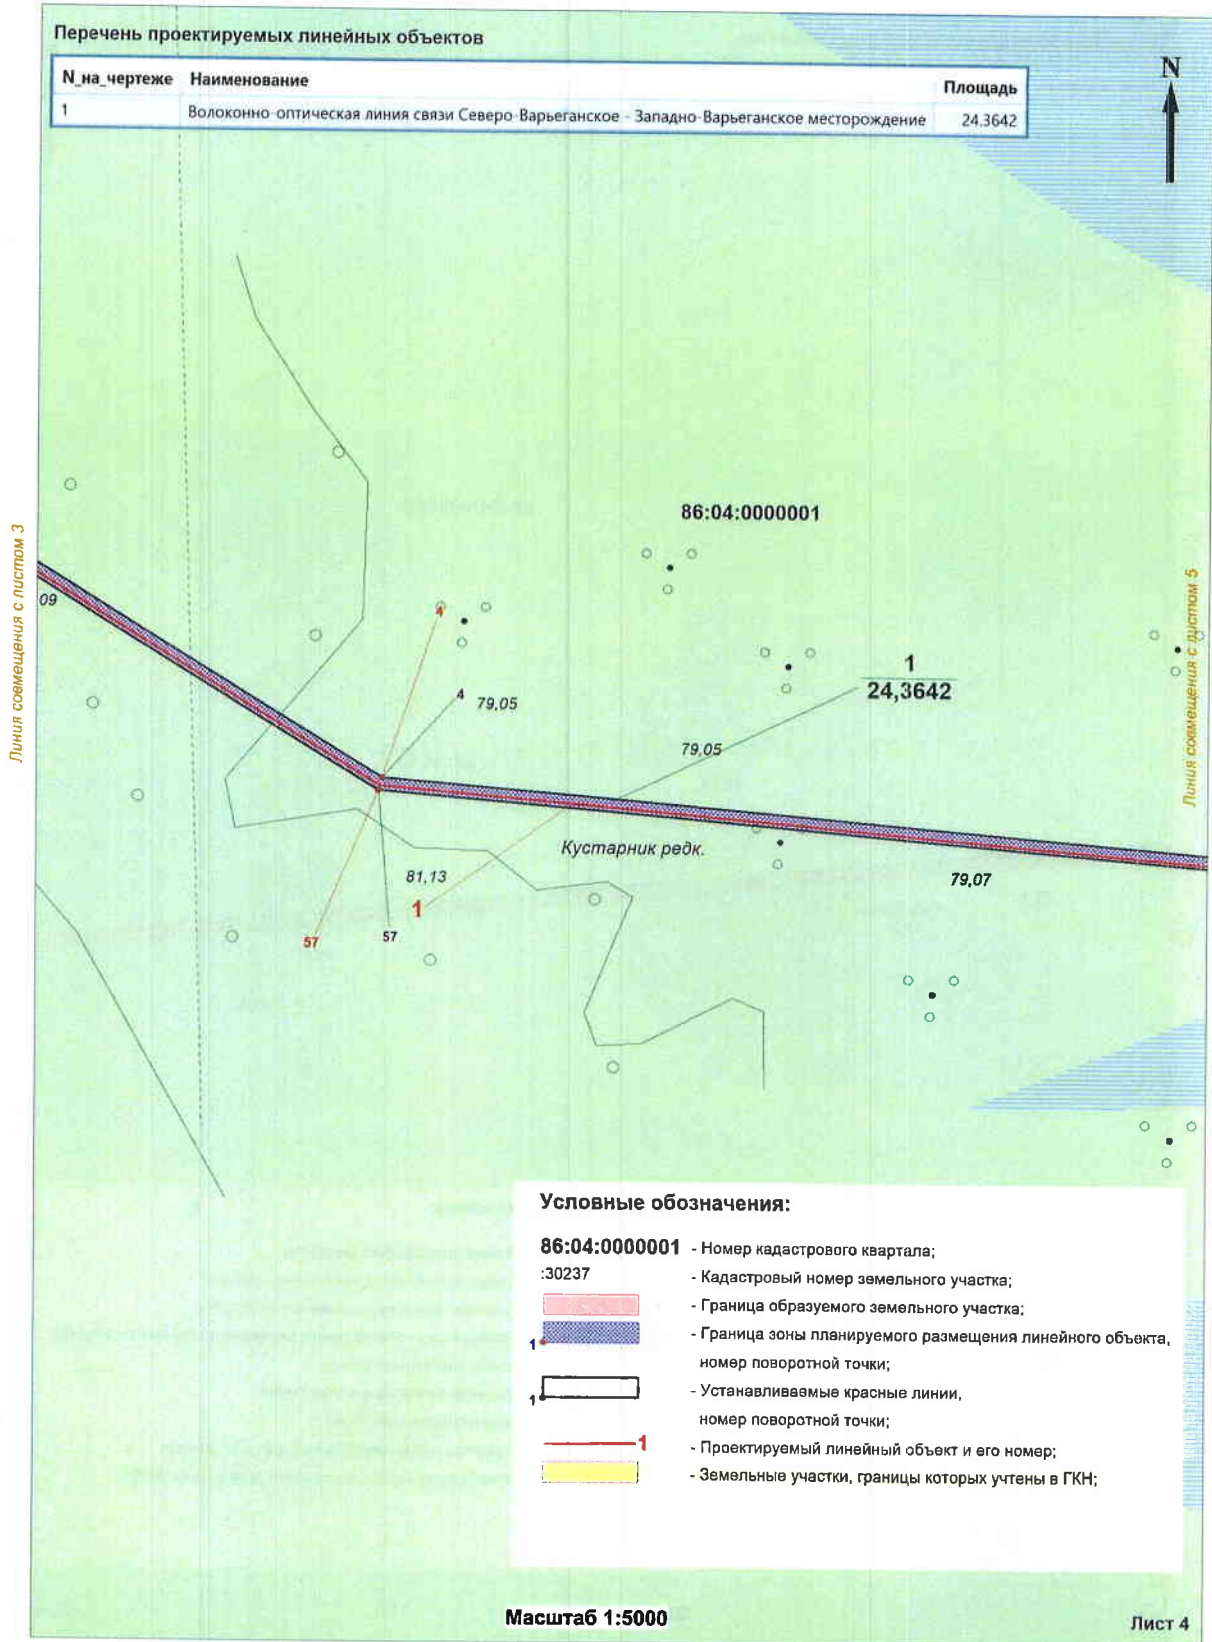 Перечень проектируемых линейных объектов
N_на_чертеже Наименование Площадь
1 Волоконно-оптическая линия связи Северо-Варьеганское - Западно-Варьеганское месторождение 24.3642
N
86:04:0000001
Линия совмещения с листом 3
Линия совмещения с листом 5
09
4
4
79,05
1
24,3642
79,05
Кустарник редк.
81,13
79,07
1
57
57
Условные обозначения:
86:04:0000001 - Номер кадастрового квартала;
:30237 - Кадастровый номер земельного участка;
- Граница образуемого земельного участка;
1 - Граница зоны планируемого размещения линейного объекта,
номер поворотной точки;
1 - Устанавливаемые красные линии,
номер поворотной точки;
1 - Проектируемый линейный объект и его номер;
- Земельные участки, границы которых учтены в ГКН;
Масштаб 1:5000
Лист 4